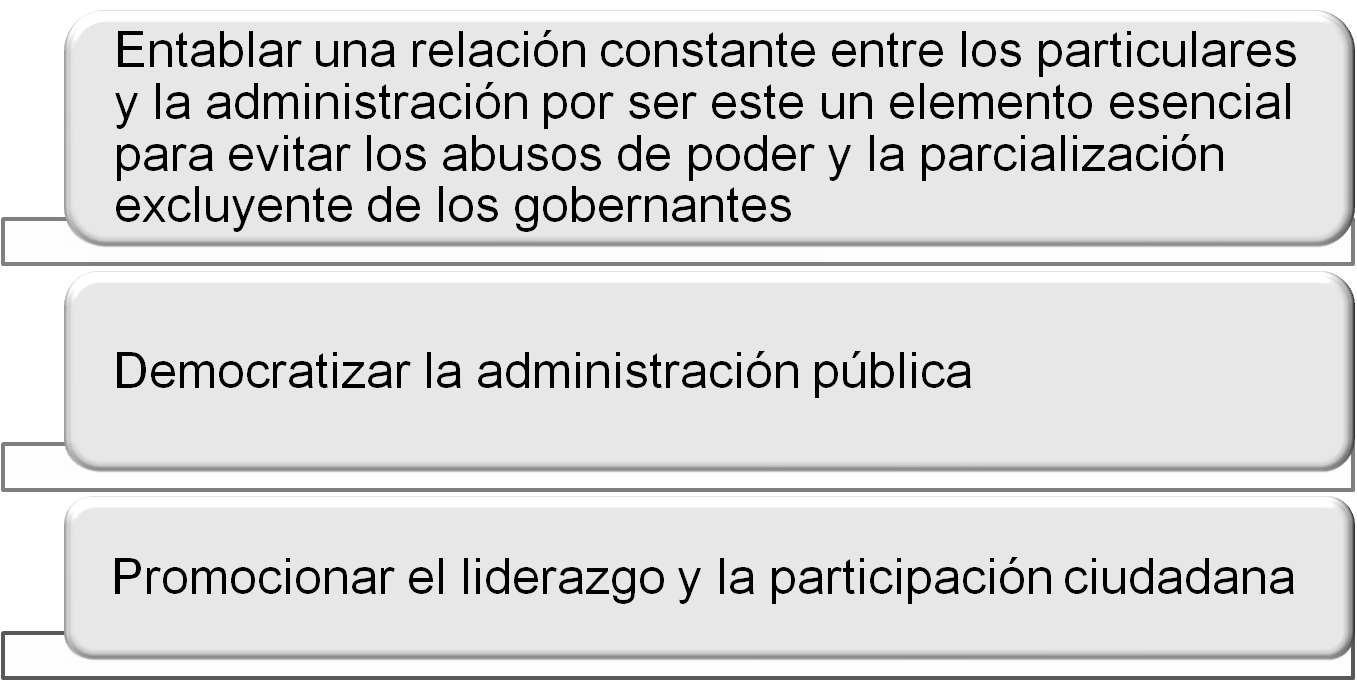 Entablar una relación constante entre los particulares
y la administración por ser este un elemento esencial
para evitar los abusos de poder y la parcialización
excluyente de los gobernantes
Democratizar la administración pública
Promocionar el liderazgo y la participación ciudadana